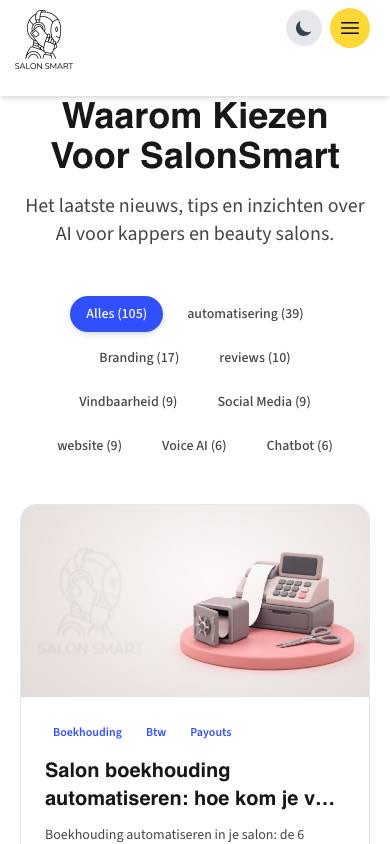 SALON SMART
Waarom Kiezen
Voor SalonSmart
Het laatste nieuws, tips en inzichten over
AI voor kappers en beauty salons.
Alles (105)
automatisering (39)
Branding (17)
reviews (10)
Vindbaarheid (9)
Social Media (9)
website (9)
Voice AI (6)
Chatbot (6)
SALON SMART
Boekhouding
Btw
Payouts
Salon boekhouding
automatiseren: hoe kom je v...
Boekhouding automatiseren in je salon: de 6